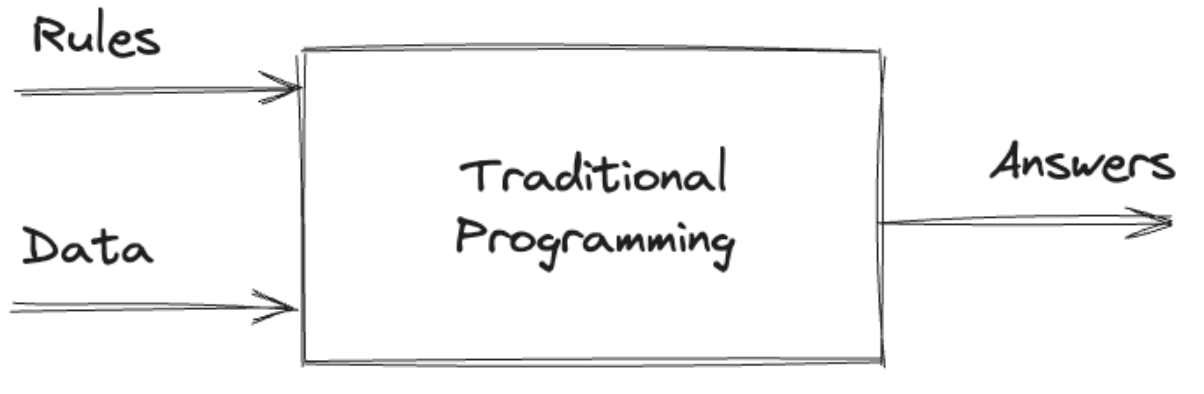 Rules
Data
Traditional
Programming
Answers